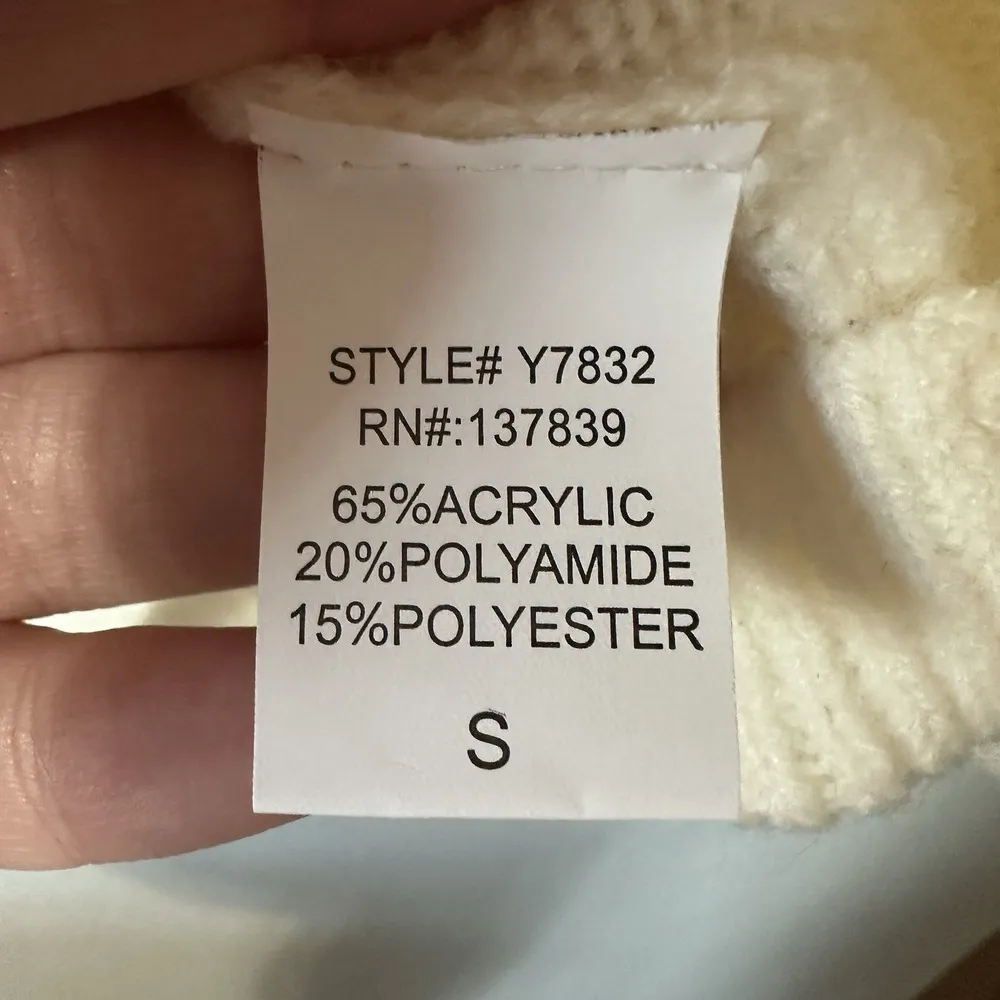 STYLE# Y7832
RN#:137839
65%ACRYLIC
20%POLYAMIDE
15%POLYESTER
S